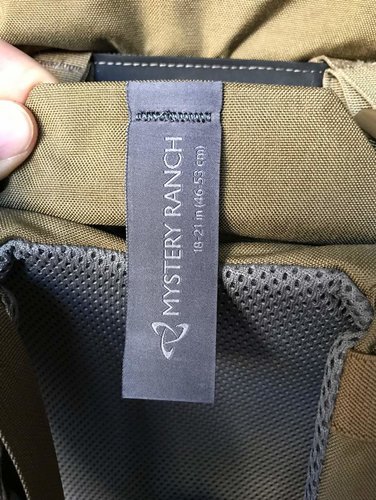 MYSTERY RANCH
18-21 in (46-53 cm)